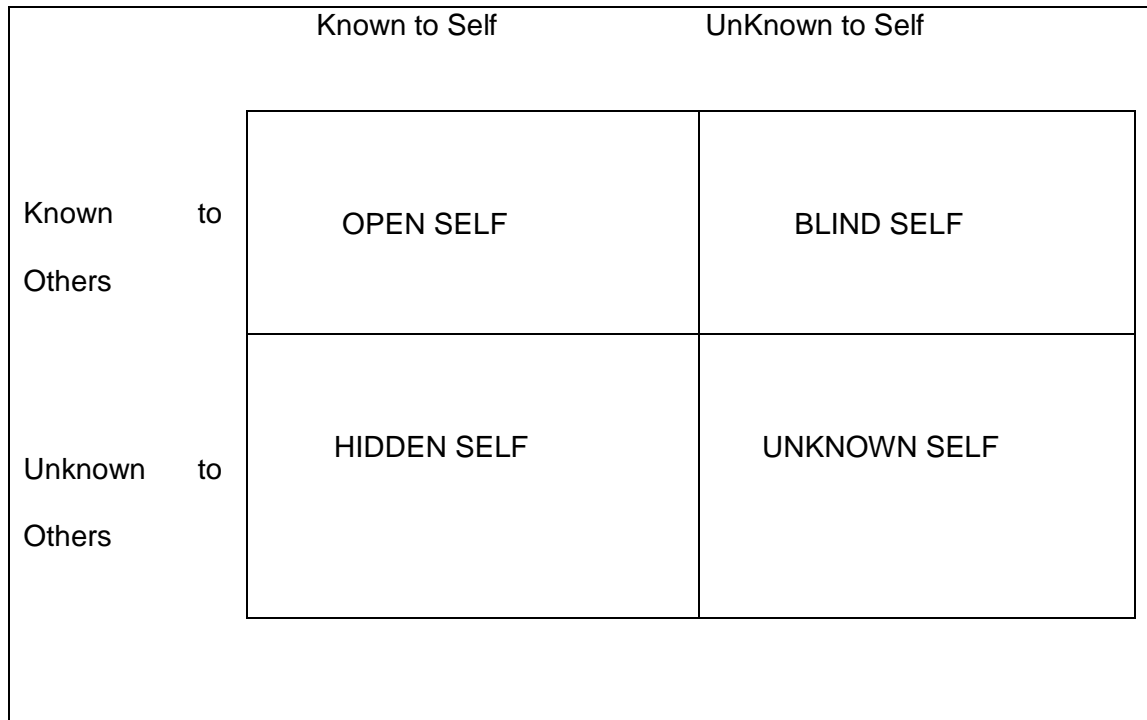 Known to Self UnKnown to Self
Known to
Others
OPEN SELF
BLIND SELF
Unknown to
Others
HIDDEN SELF
UNKNOWN SELF